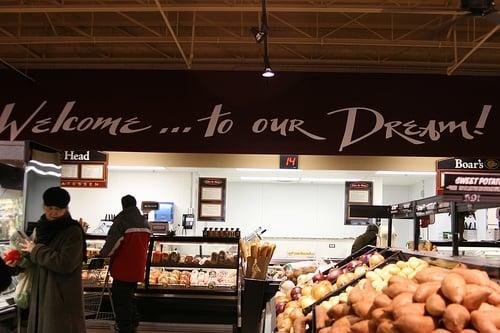 Welcome...to our Dream!
14
Head
Boar's
SWEET POTATO